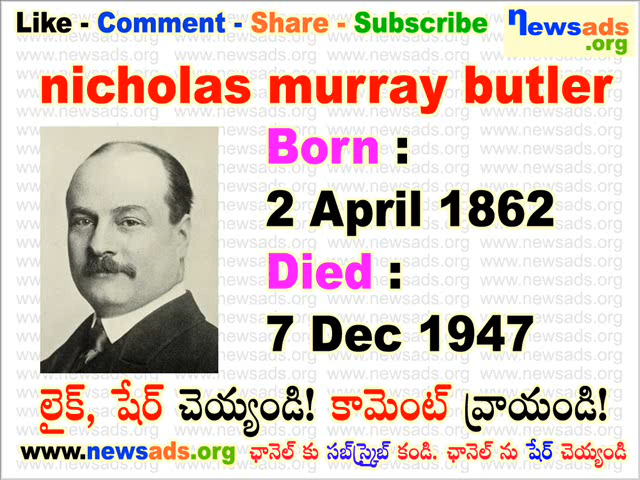 Like - Comment - Share - Subscribe
newsads
.org
nicholas murray butler
Born :
2 April 1862
Died :
7 Dec 1947
లైక్, షేర్ చెయ్యండి! కామెంట్ వ్రాయండి!
www.newsads.org ఛానెల్ కు సబ్‌స్క్రైబ్ కండి. ఛానెల్ ను షేర్ చెయ్యండి